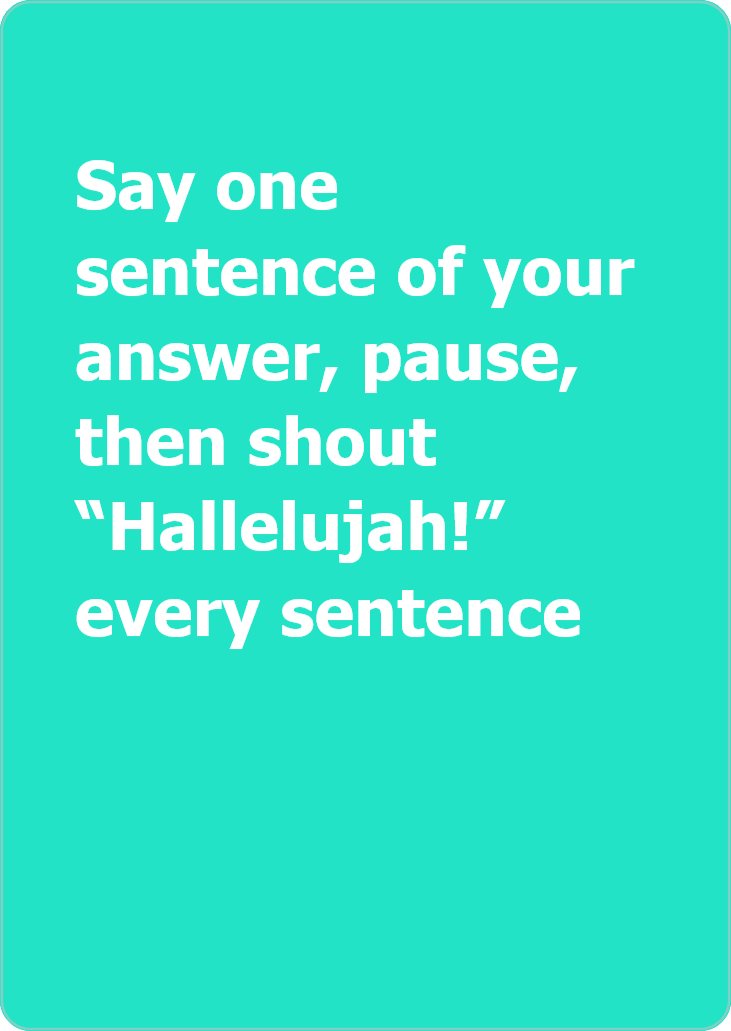 Say one
sentence of your
answer, pause,
then shout
“Hallelujah!”
every sentence